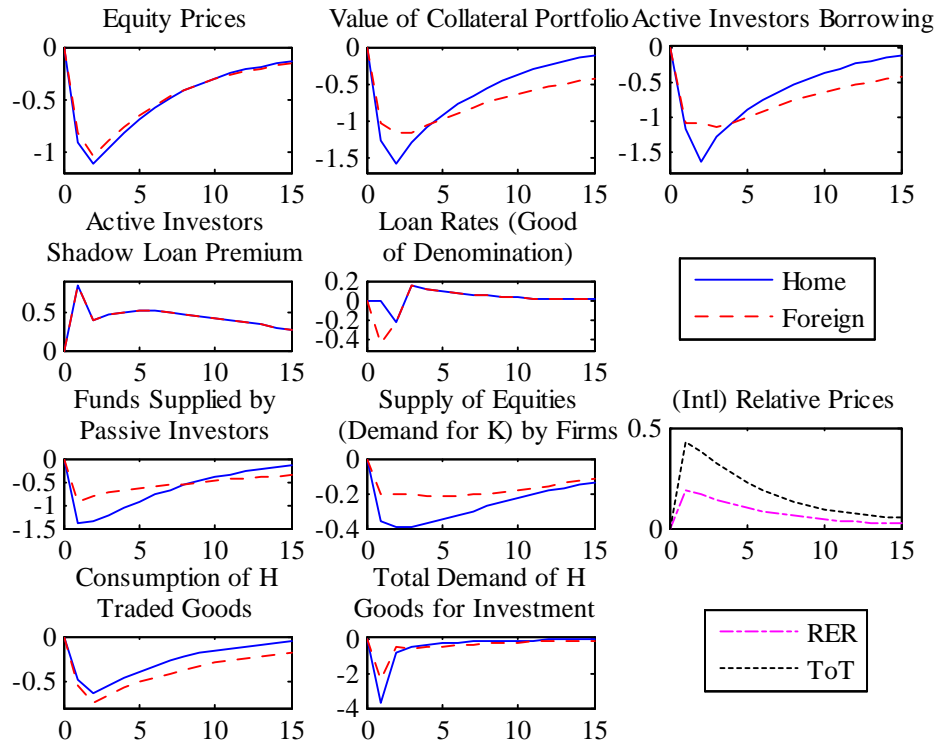 Equity Prices
Value of Collateral Portfolio
Active Investors Borrowing
0
-0.5
-1
0 5 10 15
0
-0.5
-1
-1.5
0 5 10 15
0
-0.5
-1
-1.5
0 5 10 15
Active Investors
Shadow Loan Premium
0.5
0
0 5 10 15
Loan Rates (Good
of Denomination)
0.2
0
-0.2
-0.4
0 5 10 15
Home
Foreign
Funds Supplied by
Passive Investors
0
-0.5
-1
-1.5
0 5 10 15
Supply of Equities
(Demand for K) by Firms
0
-0.2
-0.4
0 5 10 15
(Intl) Relative Prices
0.5
0
0 5 10 15
Consumption of H
Traded Goods
0
-0.5
0 5 10 15
Total Demand of H
Goods for Investment
0
-2
-4
0 5 10 15
RER
ToT